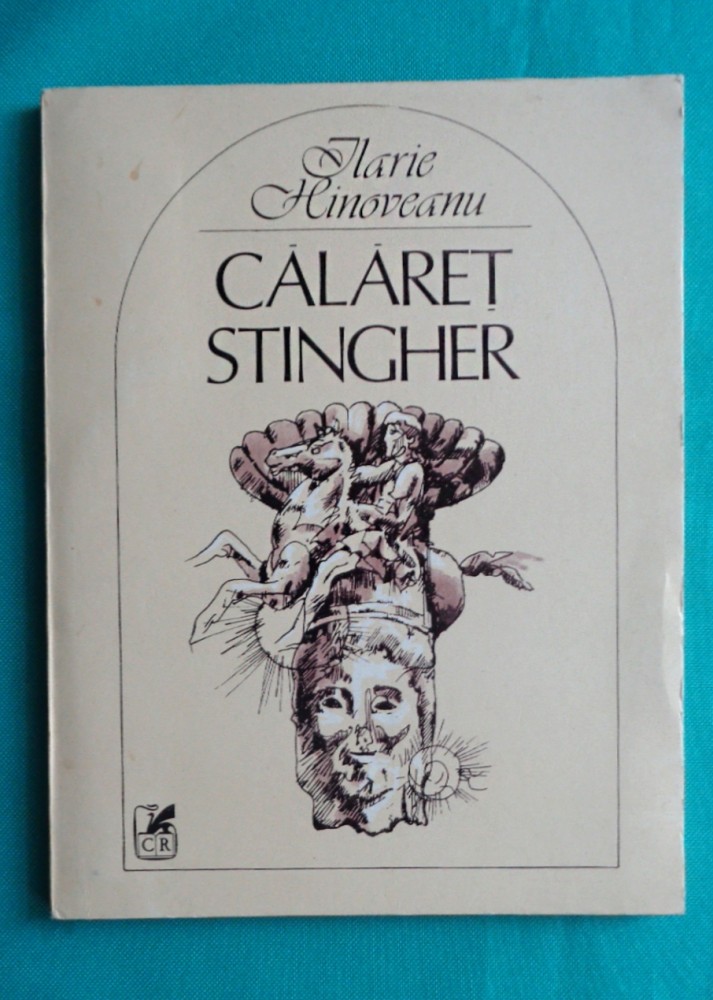 Ilarie
Hinoveanu
CĂLĂREȚ
STINGHER
CR